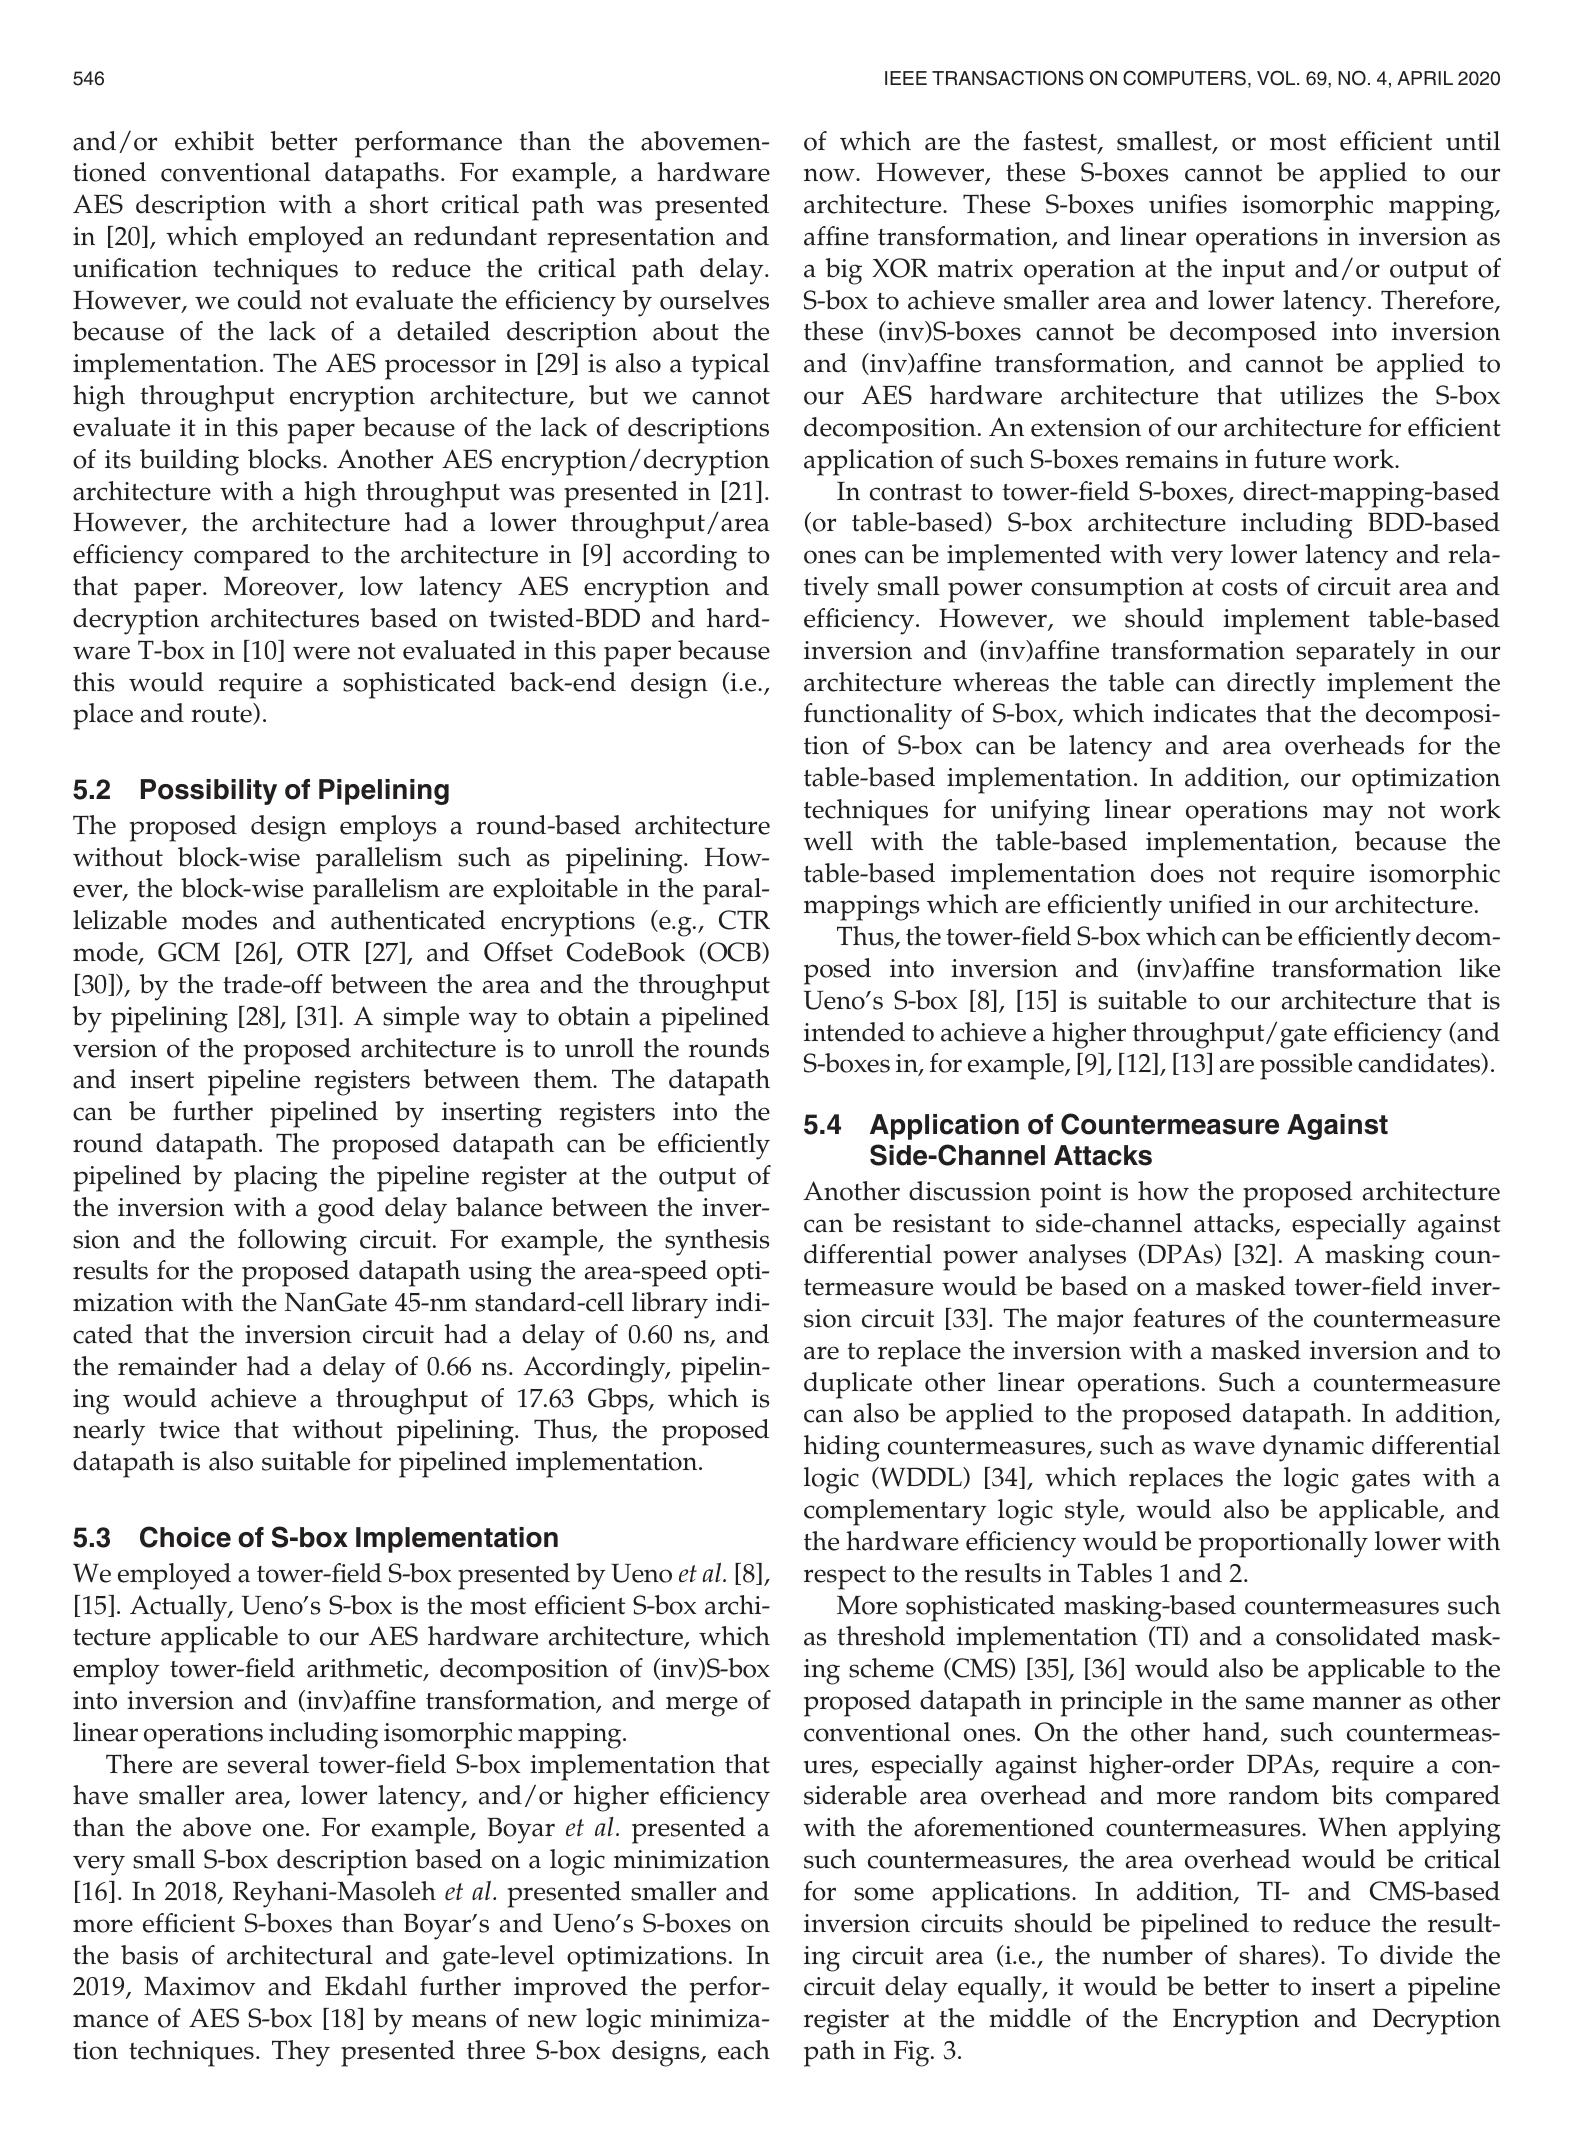 546
IEEE TRANSACTIONS ON COMPUTERS, VOL. 69, NO. 4, APRIL 2020
and/or exhibit better performance than the abovemen-
tioned conventional datapaths. For example, a hardware
AES description with a short critical path was presented
in [20], which employed an redundant representation and
unification techniques to reduce the critical path delay.
However, we could not evaluate the efficiency by ourselves
because of the lack of a detailed description about the
implementation. The AES processor in [29] is also a typical
high throughput encryption architecture, but we cannot
evaluate it in this paper because of the lack of descriptions
of its building blocks. Another AES encryption/decryption
architecture with a high throughput was presented in [21].
However, the architecture had a lower throughput/area
efficiency compared to the architecture in [9] according to
that paper. Moreover, low latency AES encryption and
decryption architectures based on twisted-BDD and hard-
ware T-box in [10] were not evaluated in this paper because
this would require a sophisticated back-end design (i.e.,
place and route).
5.2 Possibility of Pipelining
The proposed design employs a round-based architecture
without block-wise parallelism such as pipelining. How-
ever, the block-wise parallelism are exploitable in the paral-
lelizable modes and authenticated encryptions (e.g., CTR
mode, GCM [26], OTR [27], and Offset CodeBook (OCB)
[30]), by the trade-off between the area and the throughput
by pipelining [28], [31]. A simple way to obtain a pipelined
version of the proposed architecture is to unroll the rounds
and insert pipeline registers between them. The datapath
can be further pipelined by inserting registers into the
round datapath. The proposed datapath can be efficiently
pipelined by placing the pipeline register at the output of
the inversion with a good delay balance between the inver-
sion and the following circuit. For example, the synthesis
results for the proposed datapath using the area-speed opti-
mization with the NanGate 45-nm standard-cell library indi-
cated that the inversion circuit had a delay of 0.60 ns, and
the remainder had a delay of 0.66 ns. Accordingly, pipelin-
ing would achieve a throughput of 17.63 Gbps, which is
nearly twice that without pipelining. Thus, the proposed
datapath is also suitable for pipelined implementation.
5.3 Choice of S-box Implementation
We employed a tower-field S-box presented by Ueno et al. [8],
[15]. Actually, Ueno's S-box is the most efficient S-box archi-
tecture applicable to our AES hardware architecture, which
employ tower-field arithmetic, decomposition of (inv)S-box
into inversion and (inv)affine transformation, and merge of
linear operations including isomorphic mapping.
There are several tower-field S-box implementation that
have smaller area, lower latency, and/or higher efficiency
than the above one. For example, Boyar et al. presented a
very small S-box description based on a logic minimization
[16]. In 2018, Reyhani-Masoleh et al. presented smaller and
more efficient S-boxes than Boyar's and Ueno's S-boxes on
the basis of architectural and gate-level optimizations. In
2019, Maximov and Ekdahl further improved the perfor-
mance of AES S-box [18] by means of new logic minimiza-
tion techniques. They presented three S-box designs, each
of which are the fastest, smallest, or most efficient until
now. However, these S-boxes cannot be applied to our
architecture. These S-boxes unifies isomorphic mapping,
affine transformation, and linear operations in inversion as
a big XOR matrix operation at the input and/or output of
S-box to achieve smaller area and lower latency. Therefore,
these (inv)S-boxes cannot be decomposed into inversion
and (inv)affine transformation, and cannot be applied to
our AES hardware architecture that utilizes the S-box
decomposition. An extension of our architecture for efficient
application of such S-boxes remains in future work.
In contrast to tower-field S-boxes, direct-mapping-based
(or table-based) S-box architecture including BDD-based
ones can be implemented with very lower latency and rela-
tively small power consumption at costs of circuit area and
efficiency. However, we should implement table-based
inversion and (inv)affine transformation separately in our
architecture whereas the table can directly implement the
functionality of S-box, which indicates that the decomposi-
tion of S-box can be latency and area overheads for the
table-based implementation. In addition, our optimization
techniques for unifying linear operations may not work
well with the table-based implementation, because the
table-based implementation does not require isomorphic
mappings which are efficiently unified in our architecture.
Thus, the tower-field S-box which can be efficiently decom-
posed into inversion and (inv)affine transformation like
Ueno's S-box [8], [15] is suitable to our architecture that is
intended to achieve a higher throughput/gate efficiency (and
S-boxes in, for example, [9], [12], [13] are possible candidates).
5.4 Application of Countermeasure Against
Side-Channel Attacks
Another discussion point is how the proposed architecture
can be resistant to side-channel attacks, especially against
differential power analyses (DPAs) [32]. A masking coun-
termeasure would be based on a masked tower-field inver-
sion circuit [33]. The major features of the countermeasure
are to replace the inversion with a masked inversion and to
duplicate other linear operations. Such a countermeasure
can also be applied to the proposed datapath. In addition,
hiding countermeasures, such as wave dynamic differential
logic (WDDL) [34], which replaces the logic gates with a
complementary logic style, would also be applicable, and
the hardware efficiency would be proportionally lower with
respect to the results in Tables 1 and 2.
More sophisticated masking-based countermeasures such
as threshold implementation (TI) and a consolidated mask-
ing scheme (CMS) [35], [36] would also be applicable to the
proposed datapath in principle in the same manner as other
conventional ones. On the other hand, such countermeas-
ures, especially against higher-order DPAs, require a con-
siderable area overhead and more random bits compared
with the aforementioned countermeasures. When applying
such countermeasures, the area overhead would be critical
for some applications. In addition, TI- and CMS-based
inversion circuits should be pipelined to reduce the result-
ing circuit area (i.e., the number of shares). To divide the
circuit delay equally, it would be better to insert a pipeline
register at the middle of the Encryption and Decryption
path in Fig. 3.